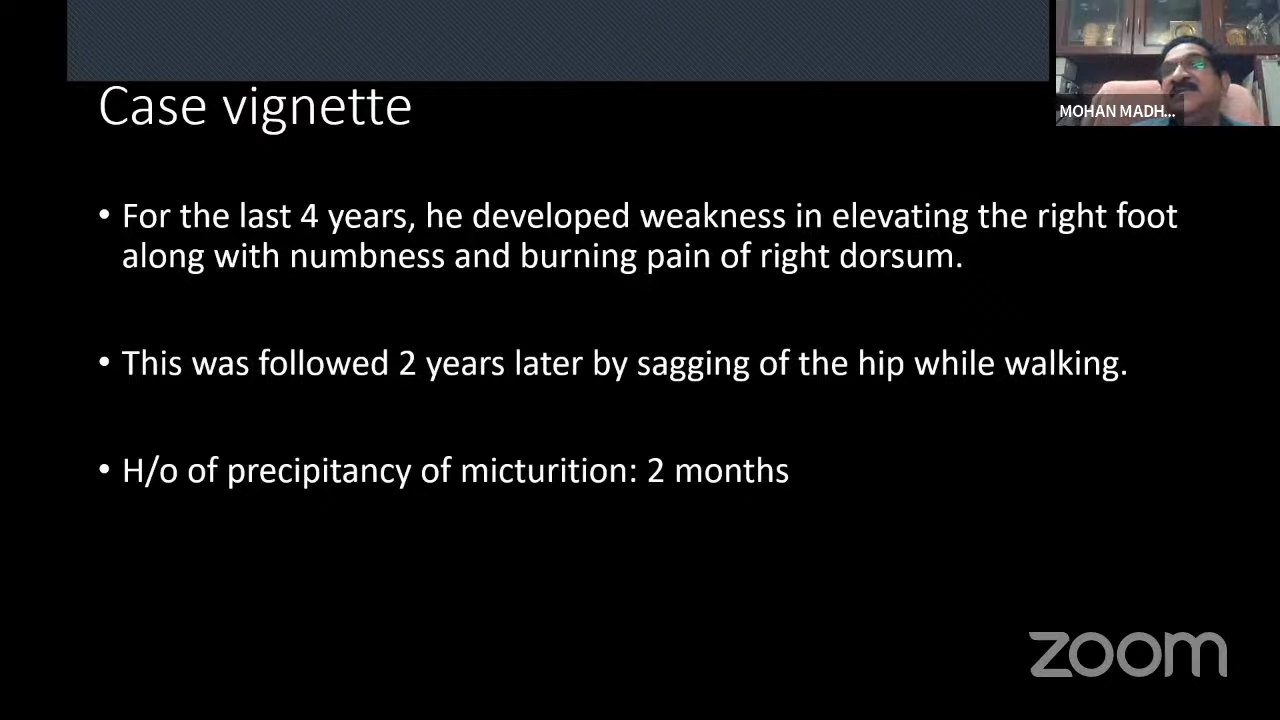 Case vignette
MOHAN MADH...
• For the last 4 years, he developed weakness in elevating the right foot
along with numbness and burning pain of right dorsum.
• This was followed 2 years later by sagging of the hip while walking.
• H/o of precipitancy of micturition: 2 months
zoom